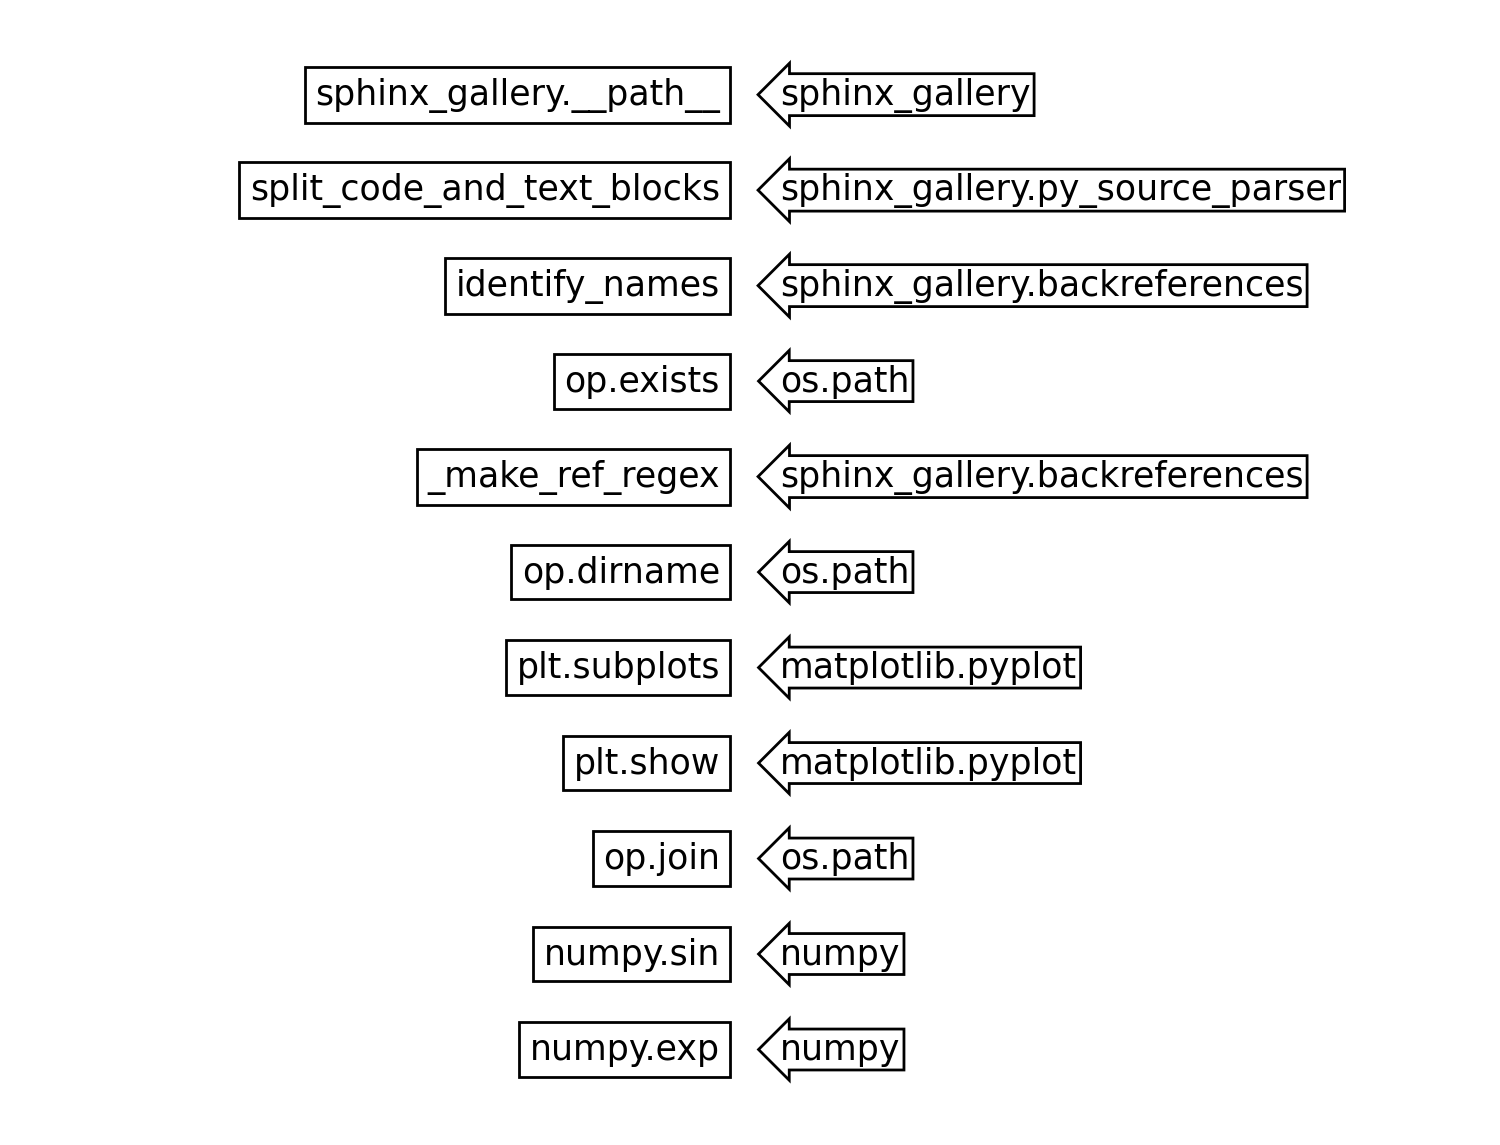 sphinx_gallery.__path__ sphinx_gallery
split_code_and_text_blocks sphinx_gallery.py_source_parser
identify_names sphinx_gallery.backreferences
op.exists os.path
_make_ref_regex sphinx_gallery.backreferences
op.dirname os.path
plt.subplots matplotlib.pyplot
plt.show matplotlib.pyplot
op.join os.path
numpy.sin numpy
numpy.exp numpy